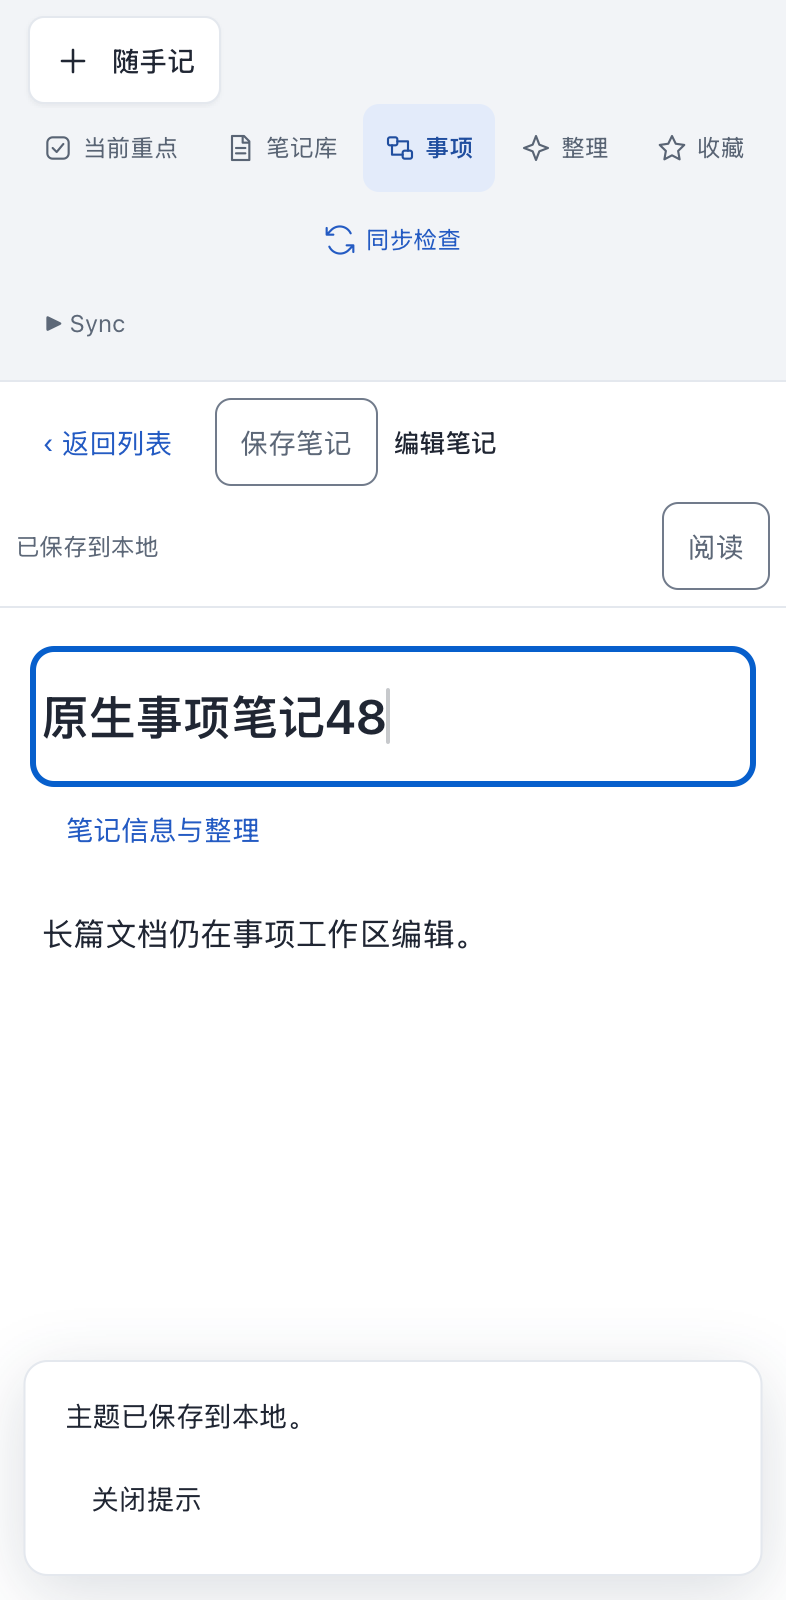 随手记
当前重点 笔记库 事项 整理 收藏
同步检查
▶ Sync
‹ 返回列表 保存笔记 编辑笔记
已保存到本地 阅读
原生事项笔记48
笔记信息与整理
长篇文档仍在事项工作区编辑。
主题已保存到本地。
关闭提示